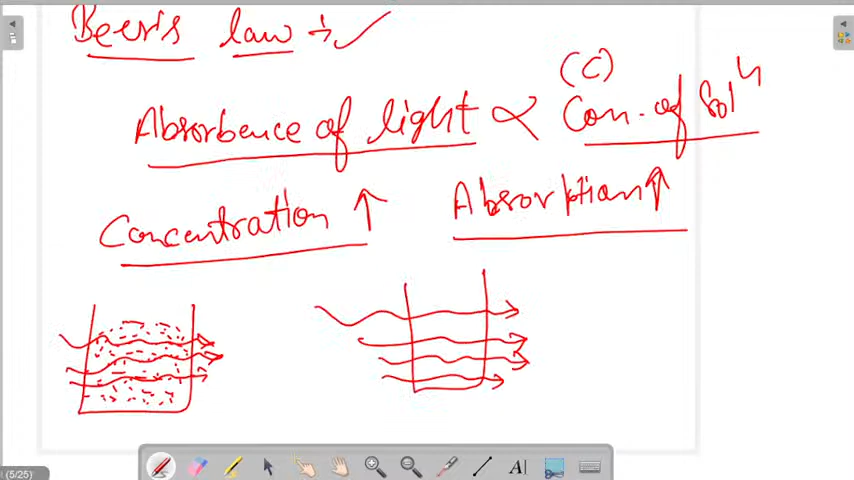 Beer's law ÷ ✓
(C)
Absorbence of light ∝ Con. of Sol^n
Concentration ↑ Absorption ↑
A|
(5/25)